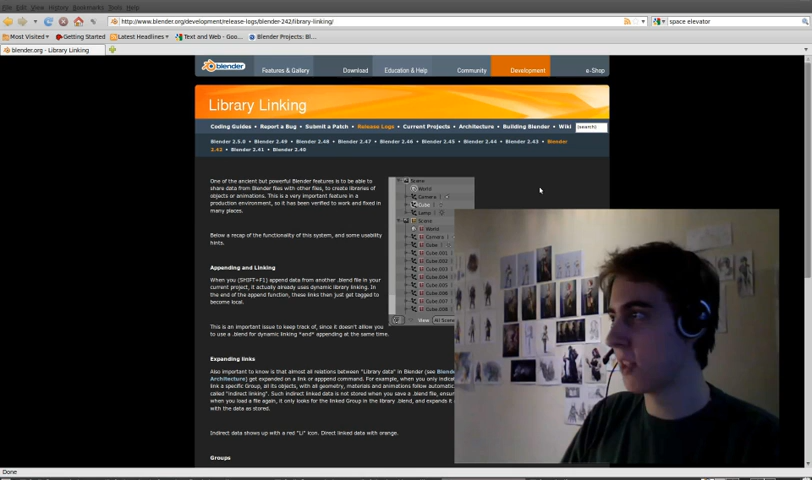 File Edit View History Bookmarks Tools Help
http://www.blender.org/development/release-logs/blender-242/library-linking/
space elevator
Most Visited Getting Started Latest Headlines Text and Web - Goo... Blender Projects: Bl...
blender.org - Library Linking
blender Features & Gallery Download Education & Help Community Development e-Shop
Library Linking
Coding Guides • Report a Bug • Submit a Patch • Release Logs • Current Projects • Architecture • Building Blender • Wiki [search]
Blender 2.5.0 • Blender 2.49 • Blender 2.48 • Blender 2.47 • Blender 2.46 • Blender 2.45 • Blender 2.44 • Blender 2.43 • Blender
2.42 • Blender 2.41 • Blender 2.40
One of the ancient but powerful Blender features is to be able to
share data from Blender files with other files, to create libraries of
objects or animations. This is a very important feature in a
production environment, so it has been verified to work and fixed in
many places.
Below a recap of the functionality of this system, and some usability
hints.
Appending and Linking
When you (SHIFT+F1) append data from another .blend file in your
current project, it actually already uses dynamic library linking. In
the end of the append function, these links then just get tagged to
become local.
This is an important issue to keep track of, since it doesn't allow you
to use a .blend for dynamic linking *and* appending at the same time.
Expanding links
Also important to know is that almost all relations between "Library data" in Blender (see Blend
Architecture) get expanded on a link or apppend command. For example, when you only indicat
link a specific Group, all its objects, with all geometry, materials and animations follow automat
called "indirect linking". Such indirect linked data is not stored when you save a .blend file, ensur
when you load a file again, it only looks for the linked Group in the library .blend, and expands it
with the data as stored.
Indirect data shows up with a red "Li" icon. Direct linked data with orange.
Groups
Scene
World
Camera
Cube
Lamp
Scene
World
Camera
Cube
Cube.001
Cube.002
Cube.003
Cube.004
Cube.005
Cube.006
Cube.007
Cube.008
View All Scene
Done